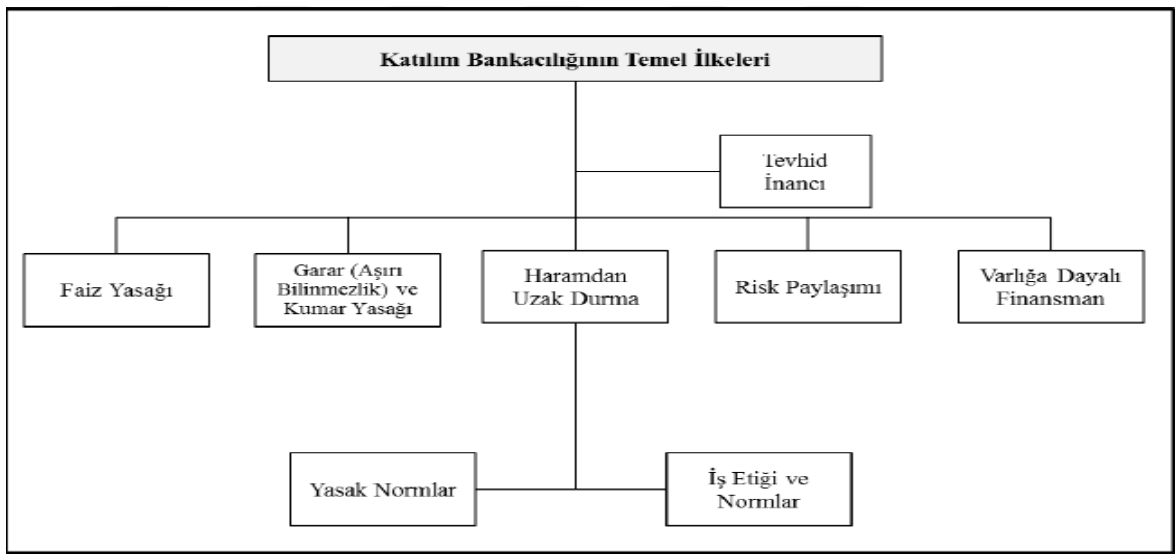 Katılım Bankacılığının Temel İlkeleri
Tevhid
İnancı
Faiz Yasağı
Garar (Aşırı
Bilinmezlik) ve
Kumar Yasağı
Haramdan
Uzak Durma
Risk Paylaşımı
Varlığa Dayalı
Finansman
Yasak Normlar
İş Etiği ve
Normlar